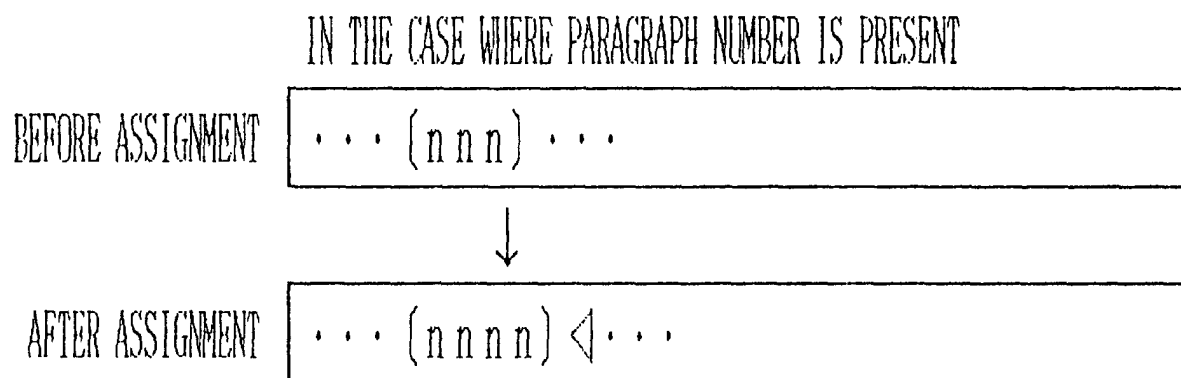 IN THE CASE WHERE PARAGRAPH NUMBER IS PRESENT
BEFORE ASSIGNMENT
· · · (nnn) · · ·
↓
AFTER ASSIGNMENT
· · · (nnnn) ◁ · · ·